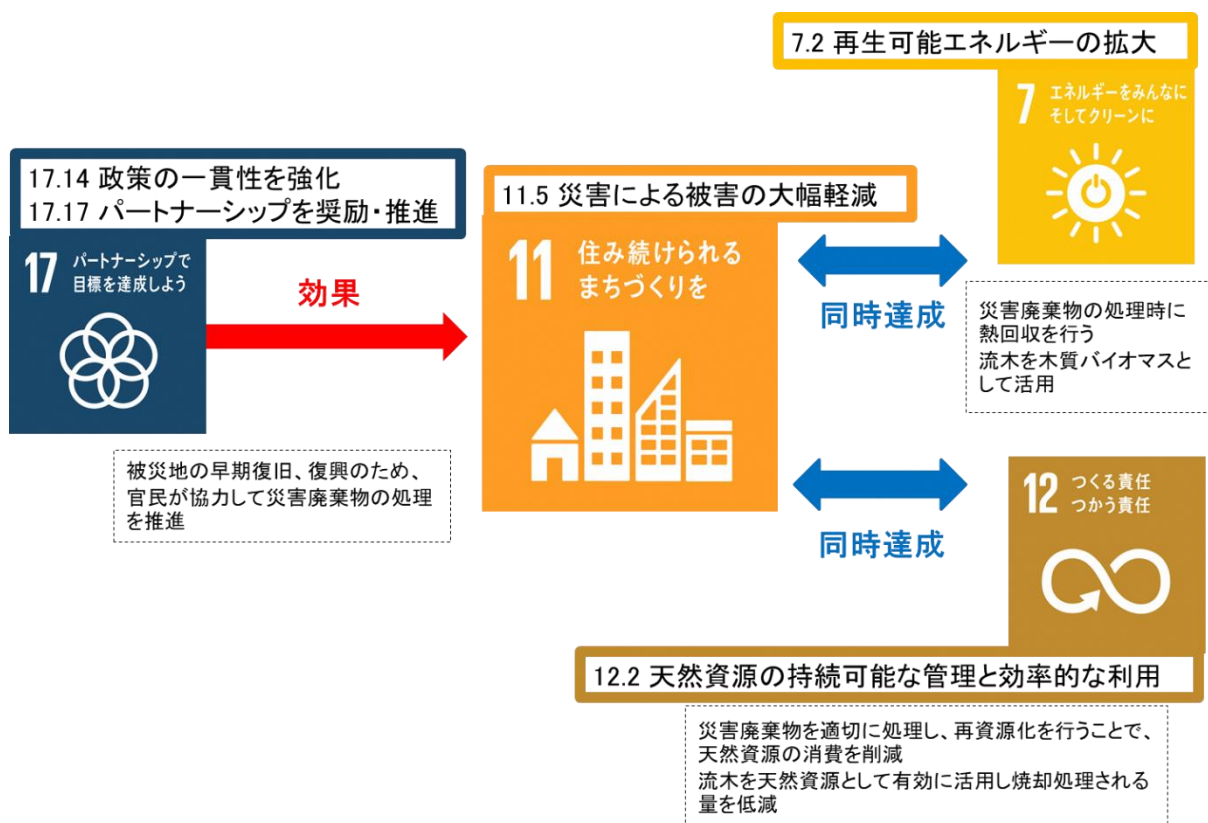 7.2 再生可能エネルギーの拡大
7 エネルギーをみんなに
そしてクリーンに
17.14 政策の一貫性を強化
17.17 パートナーシップを奨励・推進
17 パートナーシップで
目標を達成しよう
効果
11.5 災害による被害の大幅軽減
11 住み続けられる
まちづくりを
同時達成
災害廃棄物の処理時に
熱回収を行う
流木を木質バイオマスと
して活用
被災地の早期復旧、復興のため、
官民が協力して災害廃棄物の処理
を推進
同時達成
12 つくる責任
つかう責任
12.2 天然資源の持続可能な管理と効率的な利用
災害廃棄物を適切に処理し、再資源化を行うことで、
天然資源の消費を削減
流木を天然資源として有効に活用し焼却処理される
量を低減